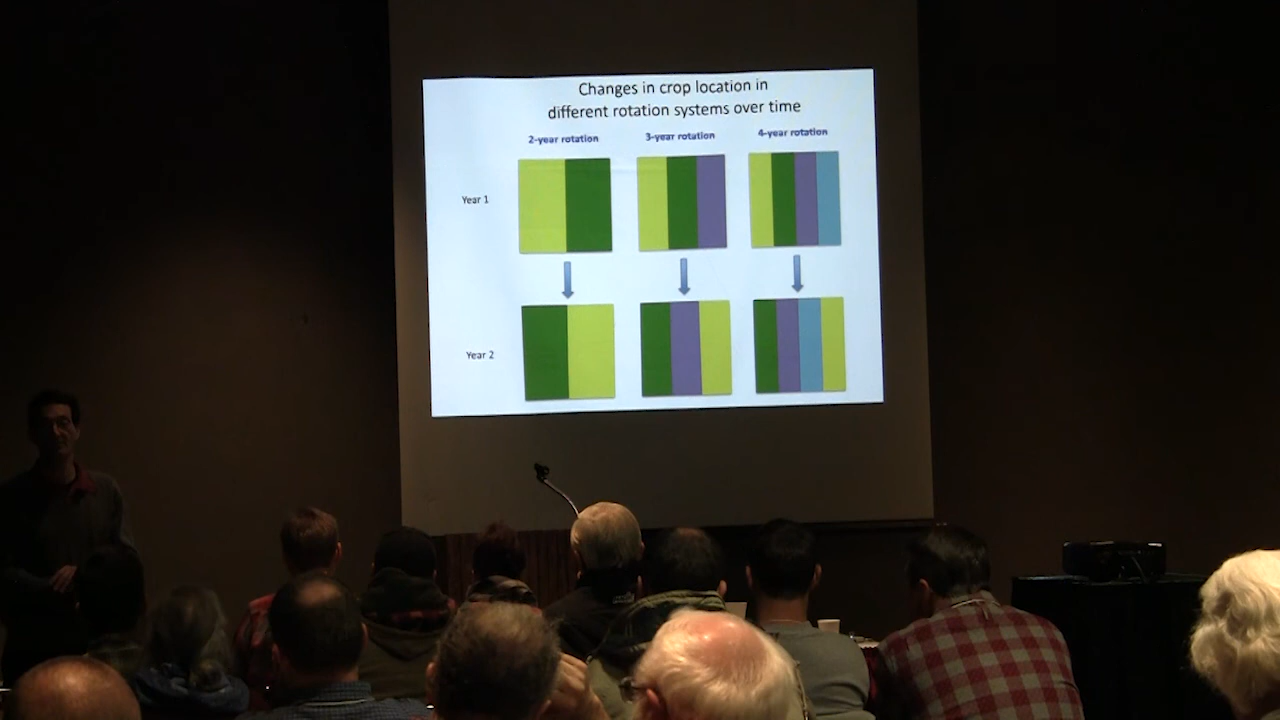 Changes in crop location in
different rotation systems over time
2-year rotation
3-year rotation
4-year rotation
Year 1
Year 2